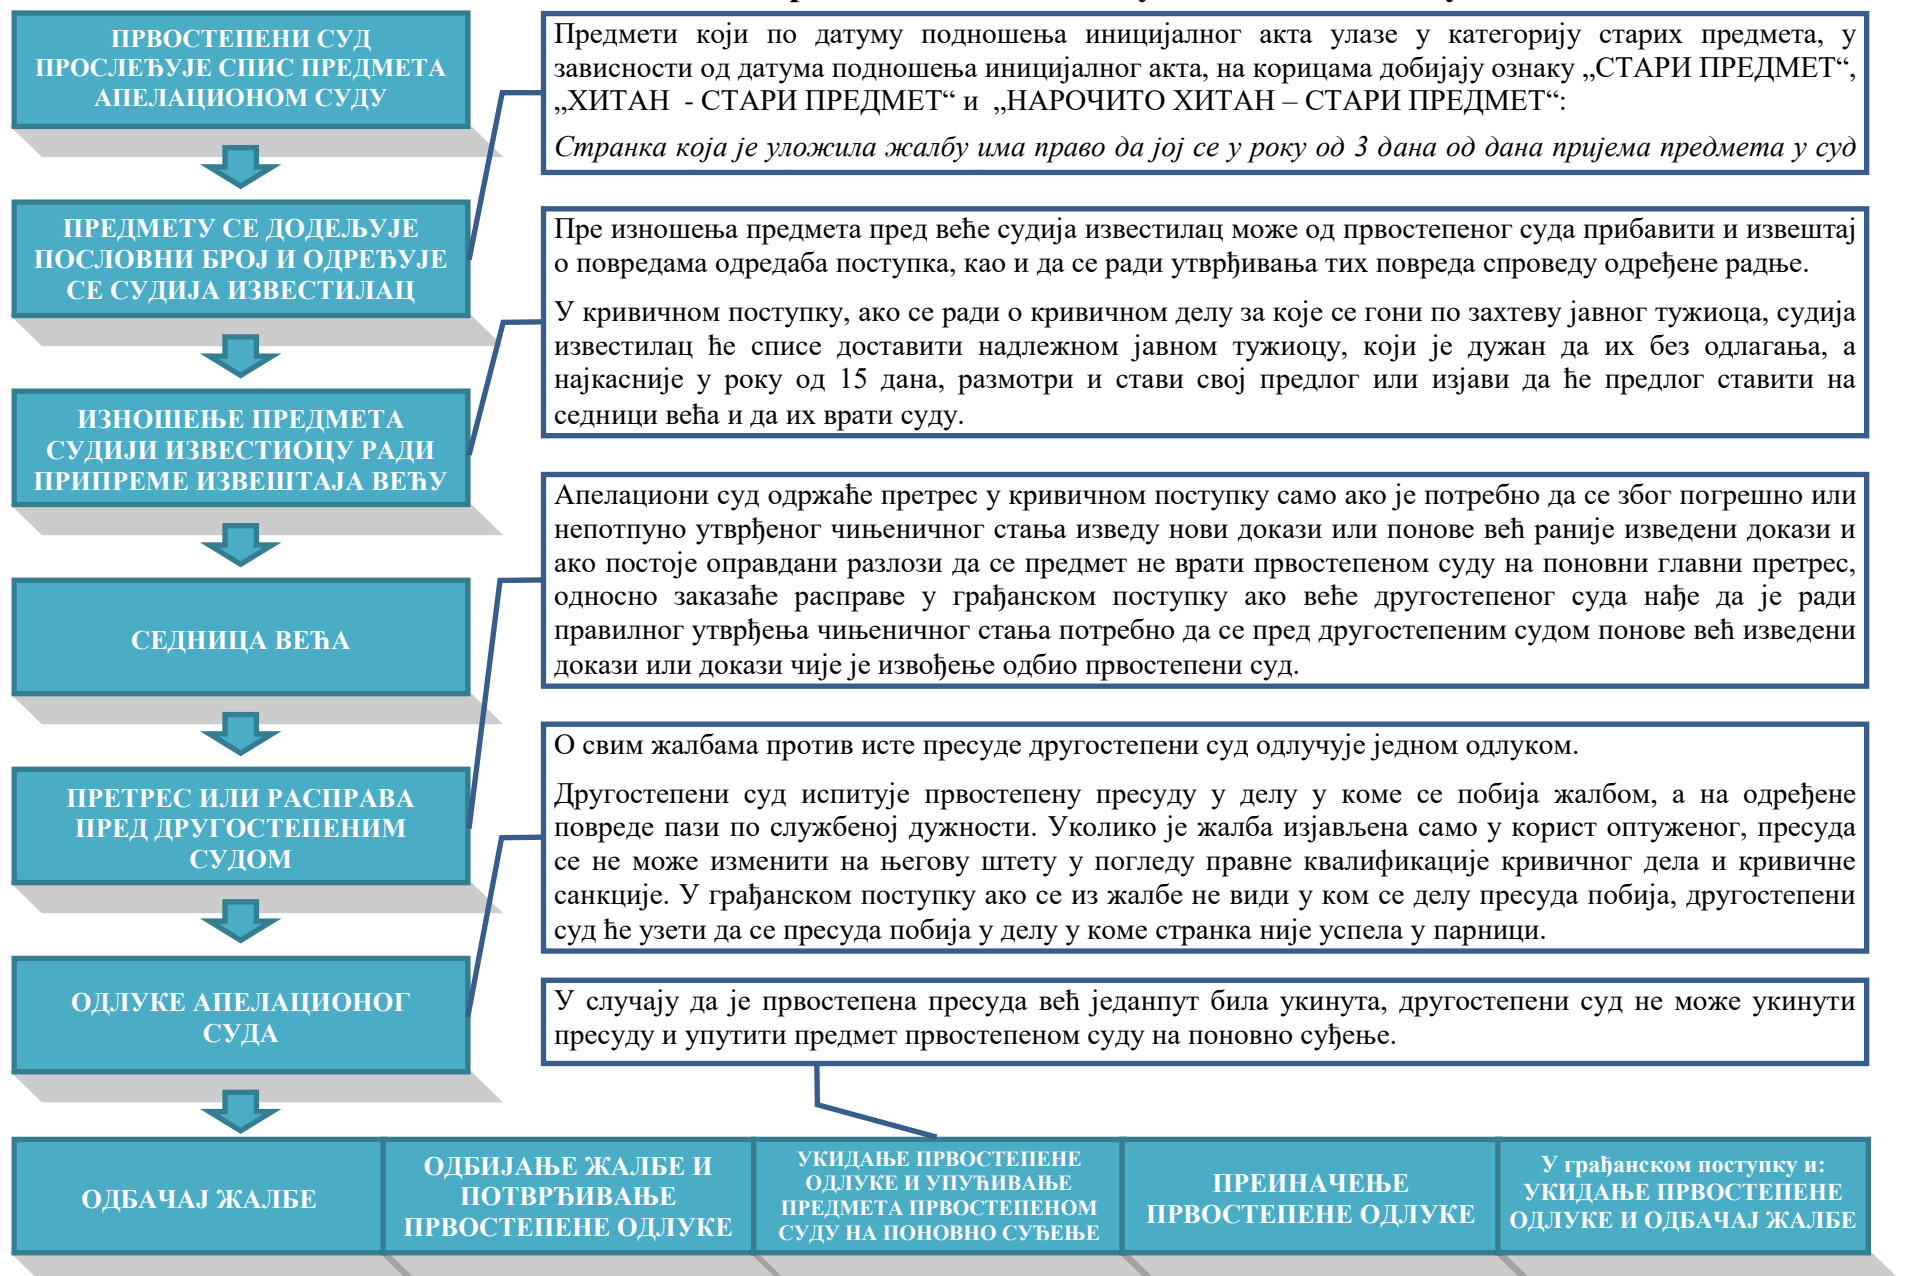 ПРВОСТЕПЕНИ СУД
ПРОСЛЕЂУЈЕ СПИС ПРЕДМЕТА
АПЕЛАЦИОНОМ СУДУ
Предмети који по датуму подношења иницијалног акта улазе у категорију старих предмета, у
зависности од датума подношења иницијалног акта, на корицама добијају ознаку „СТАРИ ПРЕДМЕТ“,
„ХИТАН - СТАРИ ПРЕДМЕТ“ и „НАРОЧИТО ХИТАН – СТАРИ ПРЕДМЕТ“:
Странка која је уложила жалбу има право да јој се у року од 3 дана од дана пријема предмета у суд
ПРЕДМЕТУ СЕ ДОДЕЉУЈЕ
ПОСЛОВНИ БРОЈ И ОДРЕЂУЈЕ
СЕ СУДИЈА ИЗВЕСТИЛАЦ
Пре изношења предмета пред веће судија известилац може од првостепеног суда прибавити и извештај
о повредама одредаба поступка, као и да се ради утврђивања тих повреда спроведу одређене радње.
У кривичном поступку, ако се ради о кривичном делу за које се гони по захтеву јавног тужиоца, судија
известилац ће списе доставити надлежном јавном тужиоцу, који је дужан да их без одлагања, а
најкасније у року од 15 дана, размотри и стави свој предлог или изјави да ће предлог ставити на
седници већа и да их врати суду.
ИЗНОШЕЊЕ ПРЕДМЕТА
СУДИЈИ ИЗВЕСТИОЦУ РАДИ
ПРИПРЕМЕ ИЗВЕШТАЈА ВЕЋУ
Апелациони суд одржаће претрес у кривичном поступку само ако је потребно да се због погрешно или
непотпуно утврђеног чињеничног стања изведу нови докази или понове већ раније изведени докази и
ако постоје оправдани разлози да се предмет не врати првостепеном суду на поновни главни претрес,
односно заказаће расправе у грађанском поступку ако веће другостепеног суда нађе да је ради
правилног утврђења чињеничног стања потребно да се пред другостепеним судом понове већ изведени
докази или докази чије је извођење одбио првостепени суд.
СЕДНИЦА ВЕЋА
ПРЕТРЕС ИЛИ РАСПРАВА
ПРЕД ДРУГОСТЕПЕНИМ
СУДОМ
О свим жалбама против исте пресуде другостепени суд одлучује једном одлуком.
Другостепени суд испитује првостепену пресуду у делу у коме се побија жалбом, а на одређене
повреде пази по службеној дужности. Уколико је жалба изјављена само у корист оптуженог, пресуда
се не може изменити на његову штету у погледу правне квалификације кривичног дела и кривичне
санкције. У грађанском поступку ако се из жалбе не види у ком се делу пресуда побија, другостепени
суд ће узети да се пресуда побија у делу у коме странка није успела у парници.
ОДЛУКЕ АПЕЛАЦИОНОГ
СУДА
У случају да је првостепена пресуда већ једанпут била укинута, другостепени суд не може укинути
пресуду и упутити предмет првостепеном суду на поновно суђење.
ОДБАЧАЈ ЖАЛБЕ
ОДБИЈАЊЕ ЖАЛБЕ И
ПОТВРЂИВАЊЕ
ПРВОСТЕПЕНЕ ОДЛУКЕ
УКИДАЊЕ ПРВОСТЕПЕНЕ
ОДЛУКЕ И УПУЋИВАЊЕ
ПРЕДМЕТА ПРВОСТЕПЕНОМ
СУДУ НА ПОНОВНО СУЂЕЊЕ
ПРЕИНАЧЕЊЕ
ПРВОСТЕПЕНЕ ОДЛУКЕ
У грађанском поступку и:
УКИДАЊЕ ПРВОСТЕПЕНЕ
ОДЛУКЕ И ОДБАЧАЈ ЖАЛБЕ